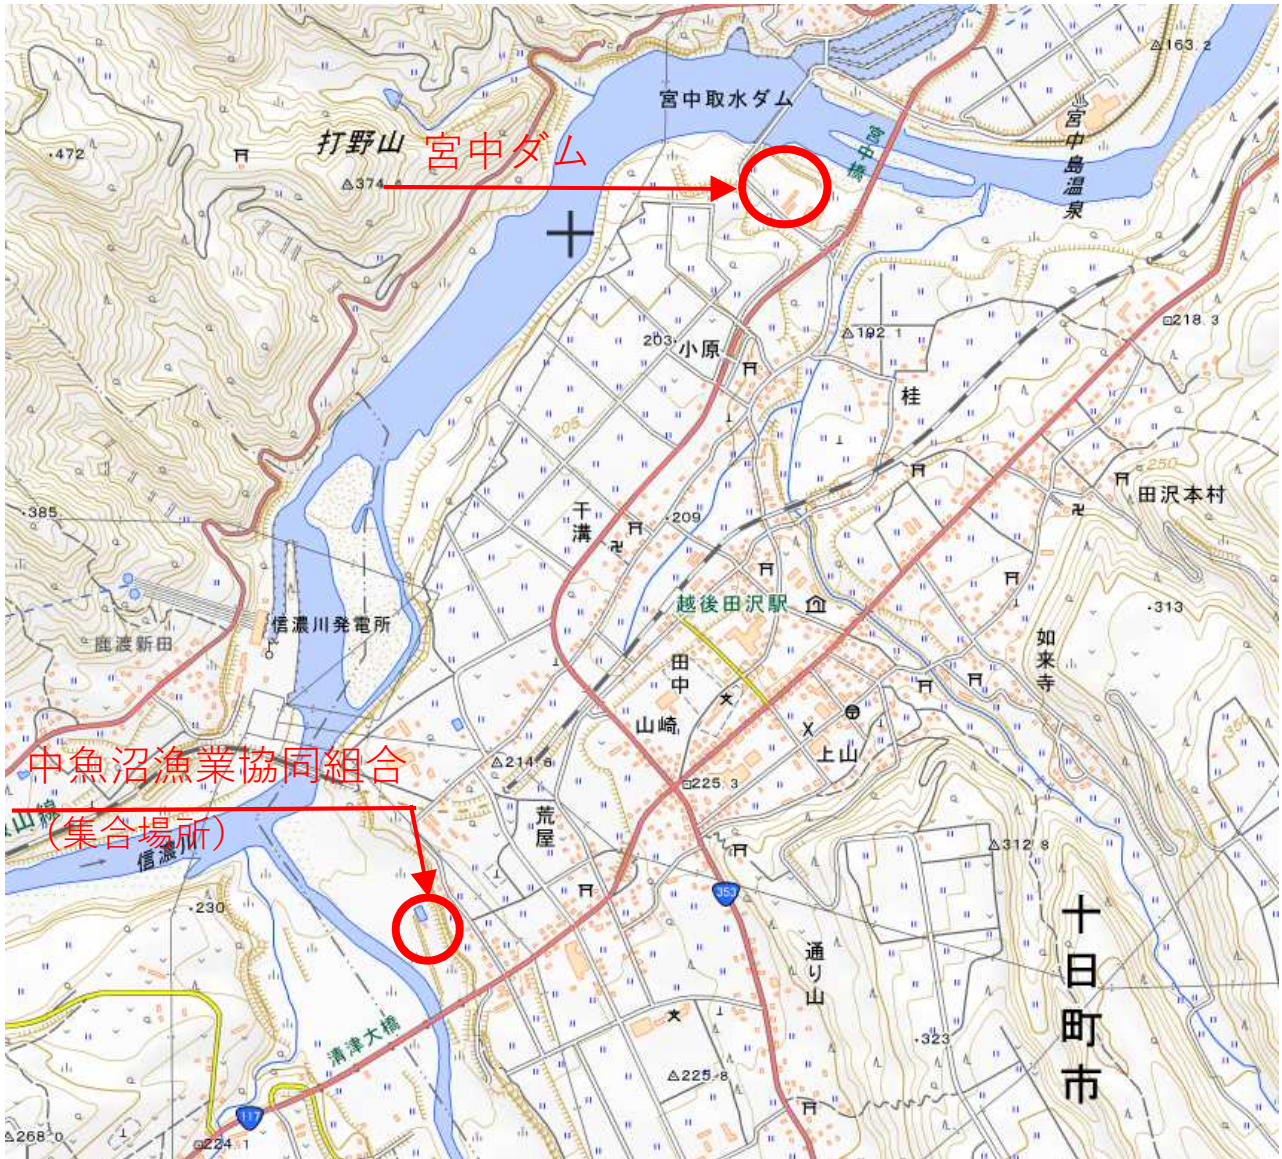 163.2
宮中取水ダム
打野山
宮中ダム
宮中橋
宮中島温泉
472
374.
218.3
192.1
203
小原
桂
205
250
田沢本村
385
干溝
209
越後田沢駅
313
信濃川発電所
鹿渡新田
如来寺
田中
山崎
上山
350
中魚沼漁業協同組合
214.8
225.3
山線
(集合場所)
荒屋
信濃川
312.8
353
230
通り山
十日町市
清津大橋
323
225.8
117
268.0
224.1